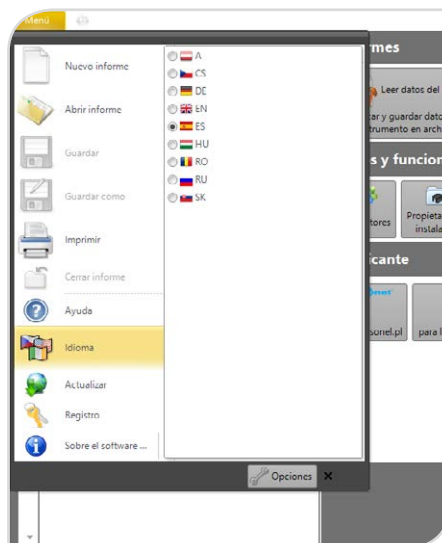 Menú
Nuevo informe
Abrir informe
Guardar
Guardar como
Imprimir
Cerrar informe
Ayuda
Idioma
Actualizar
Registro
Sobre el software ...
A
CS
DE
EN
ES
HU
RO
RU
SK
Opciones
rmes
Leer datos del
ar y guardar dato
trumento en arch
s y funcion
tores
Propieta
instala
icante
sonel.pl
para l